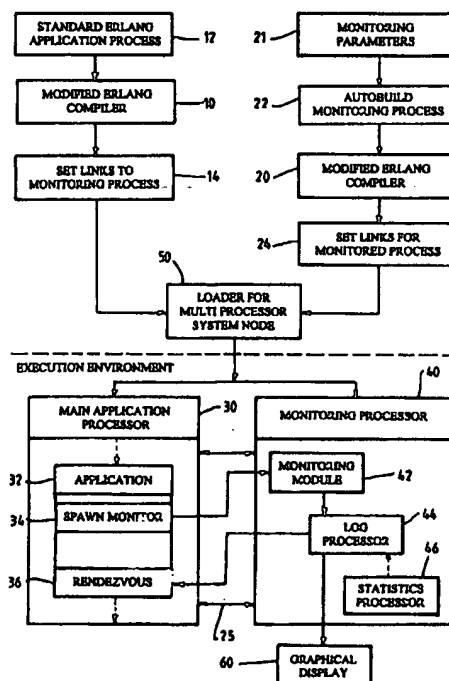 STANDARD ERLANG
APPLICATION PROCESS
12
MODIFIED ERLANG
COMPILER
10
SET LINKS TO
MONITORING PROCESS
14
21
MONITORING
PARAMETERS
22
AUTOBUILD
MONITORING PROCESS
20
MODIFIED ERLANG
COMPILER
24
SET LINKS FOR
MONITORED PROCESS
50
LOADER FOR
MULTI PROCESSOR
SYSTEM NODE
EXECUTION ENVIRONMENT
30
MAIN APPLICATION
PROCESSOR
32
APPLICATION
34
SPAWN MONITOR
36
RENDEZVOUS
25
40
MONITORING PROCESSOR
MONITORING
MODULE
42
LOG
PROCESSOR
44
46
STATISTICS
PROCESSOR
60
GRAPHICAL
DISPLAY